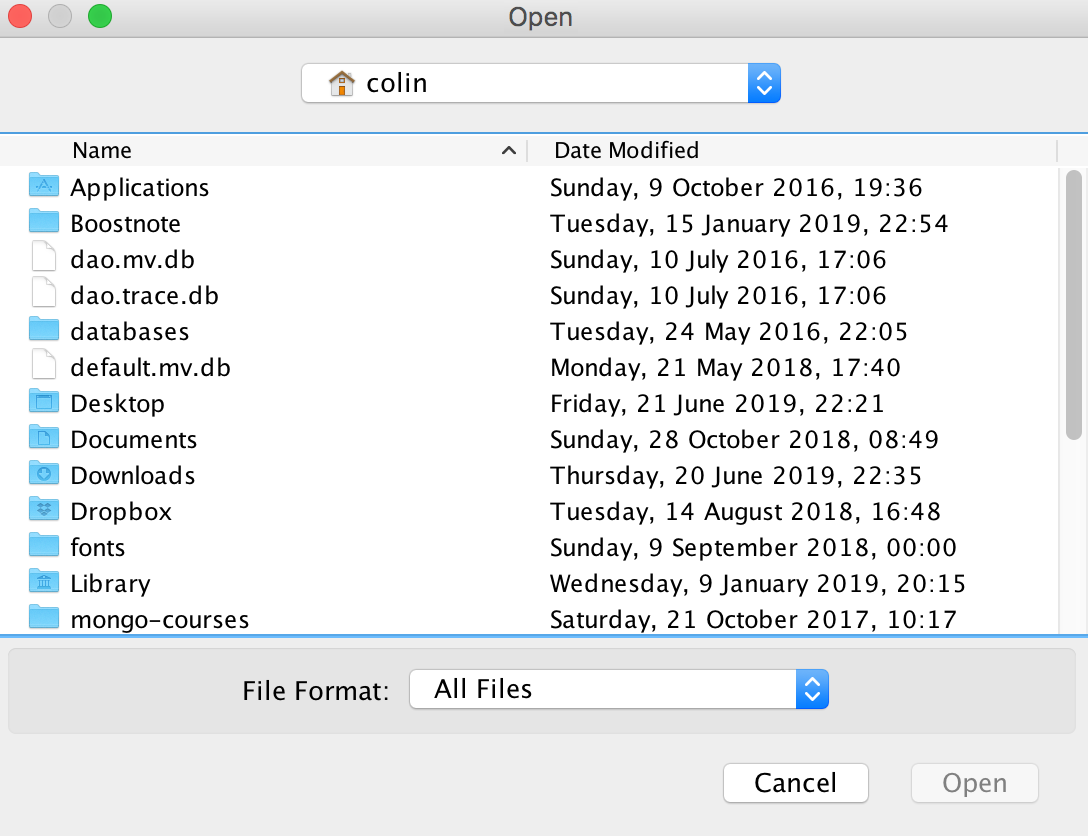 Open
colin
Name Date Modified
Applications Sunday, 9 October 2016, 19:36
Boostnote Tuesday, 15 January 2019, 22:54
dao.mv.db Sunday, 10 July 2016, 17:06
dao.trace.db Sunday, 10 July 2016, 17:06
databases Tuesday, 24 May 2016, 22:05
default.mv.db Monday, 21 May 2018, 17:40
Desktop Friday, 21 June 2019, 22:21
Documents Sunday, 28 October 2018, 08:49
Downloads Thursday, 20 June 2019, 22:35
Dropbox Tuesday, 14 August 2018, 16:48
fonts Sunday, 9 September 2018, 00:00
Library Wednesday, 9 January 2019, 20:15
mongo-courses Saturday, 21 October 2017, 10:17
File Format: All Files
Cancel Open